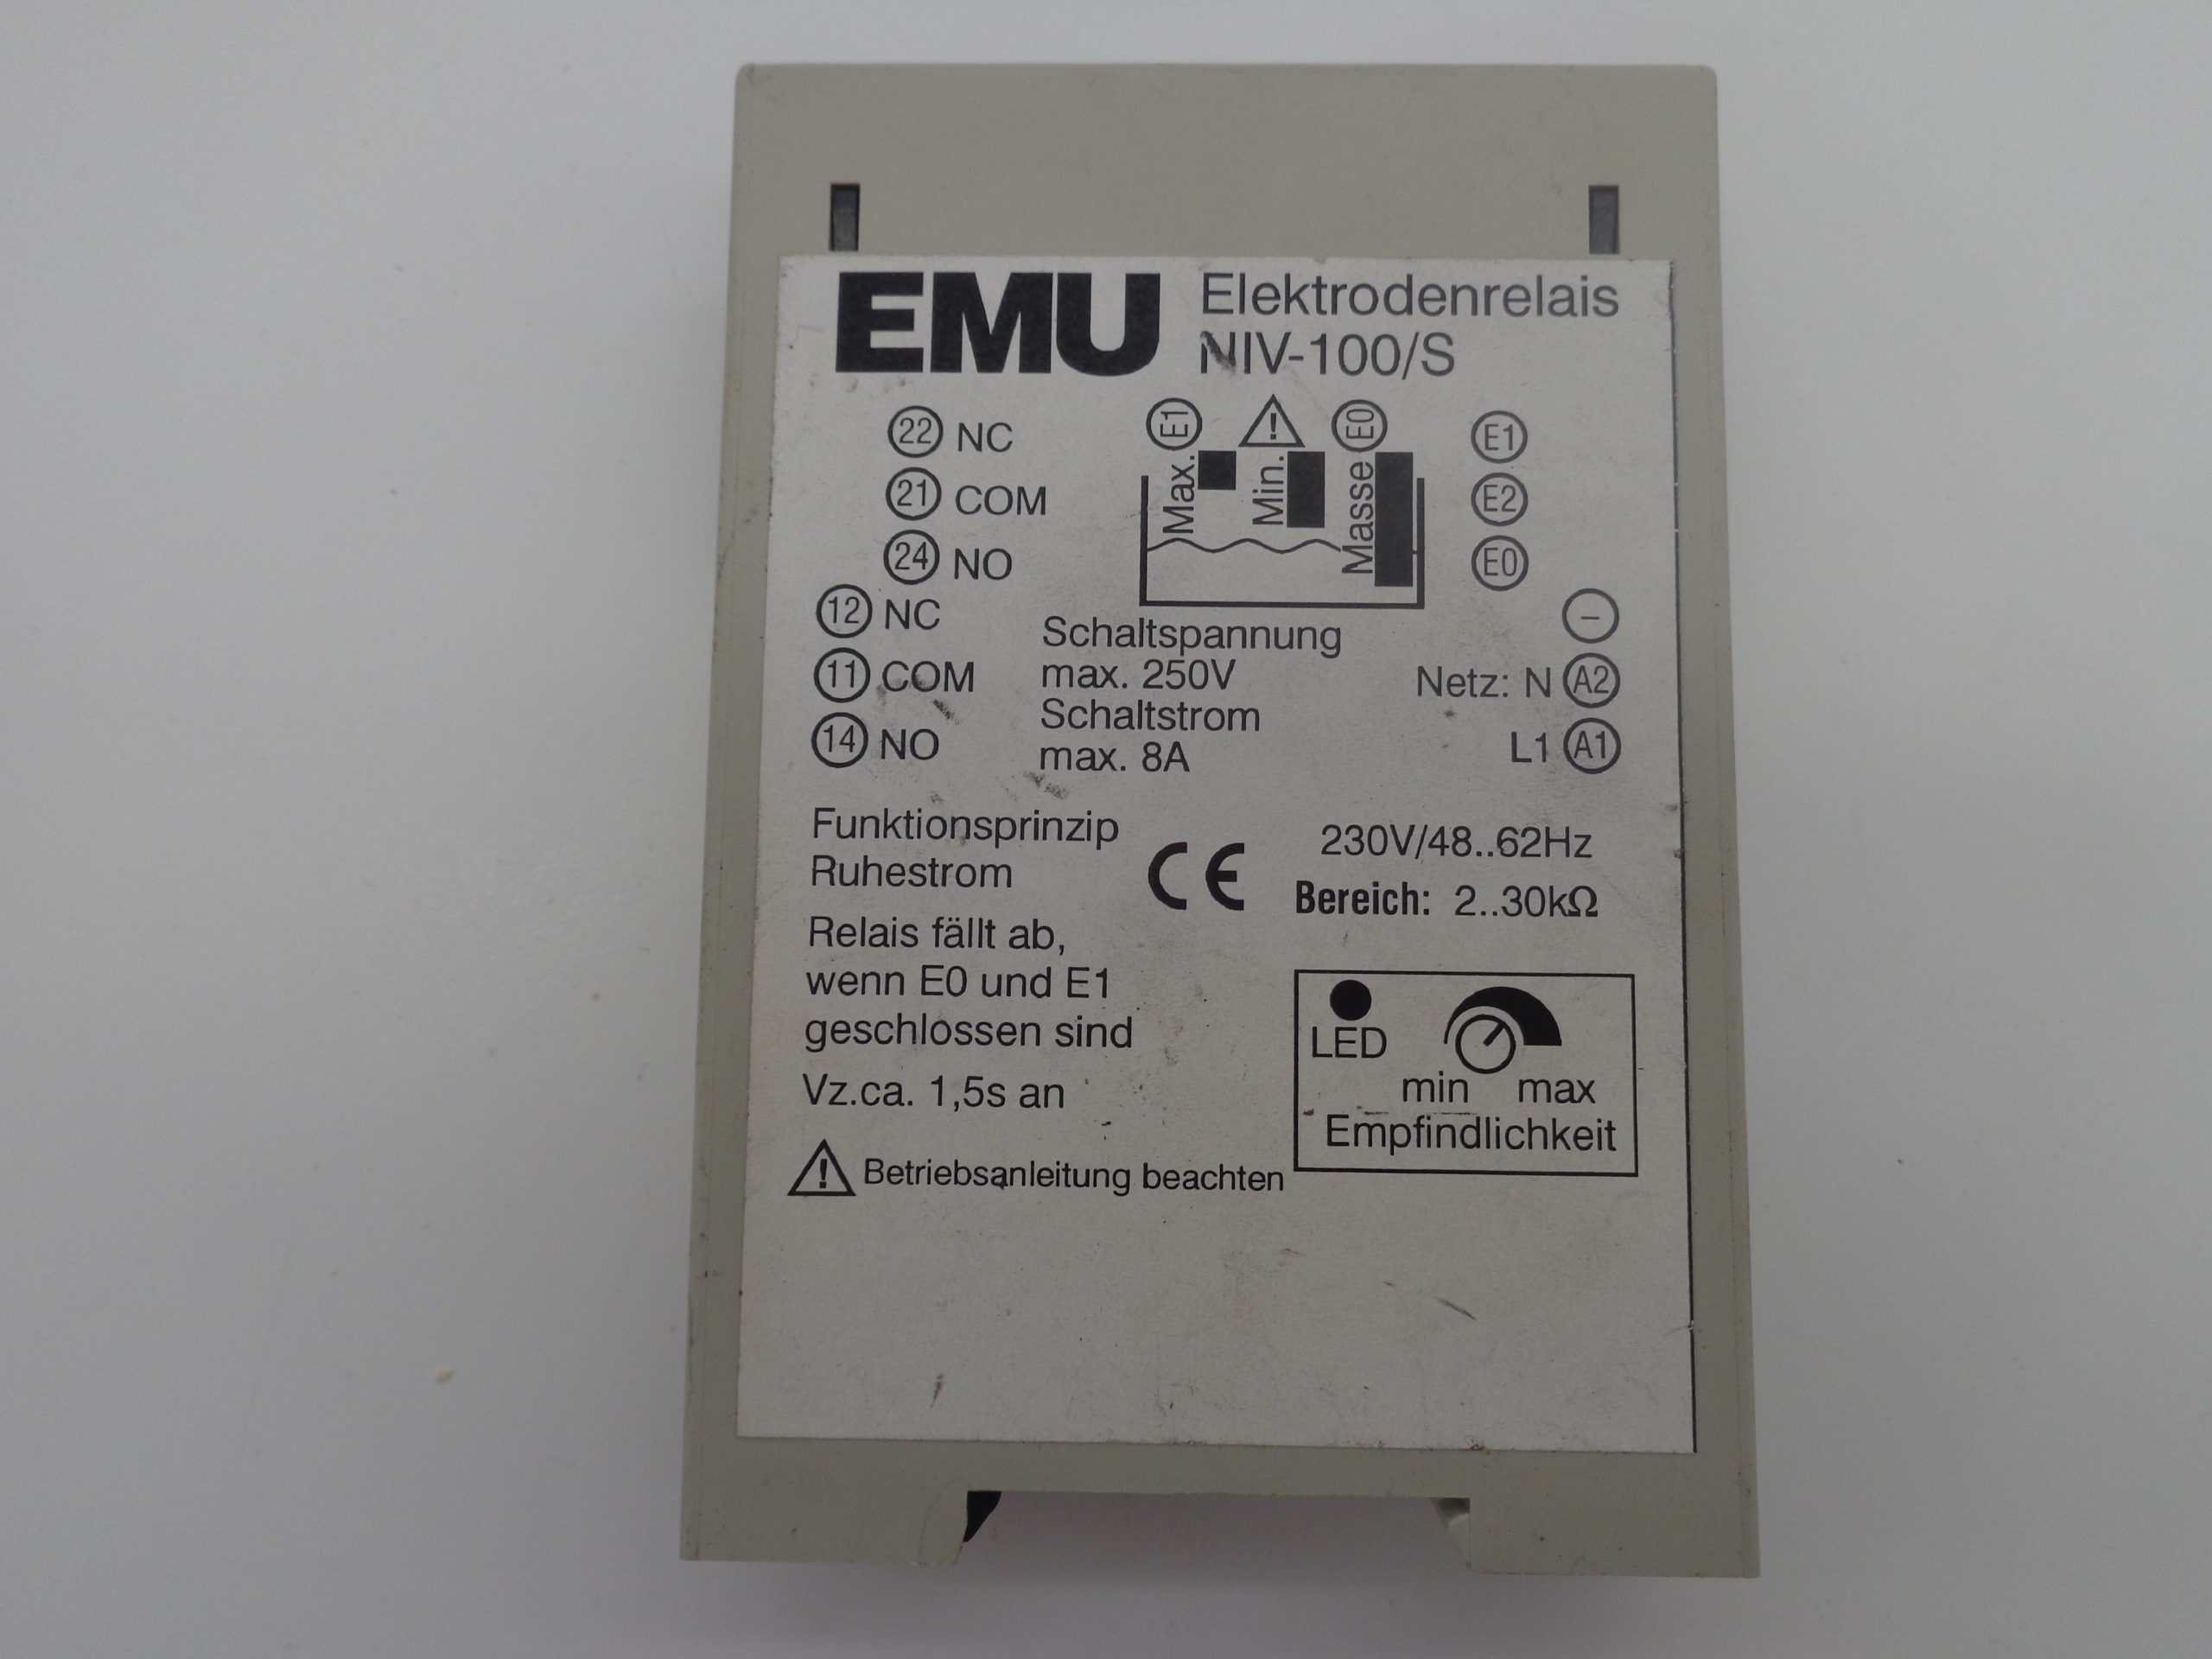 EMU
Elektrodenrelais
NIV-100/S
22 NC
21 COM
24 NO
12 NC
11 COM
14 NO
E1
!
E0
Max.
Min.
Masse
E1
E2
E0
–
Netz: N A2
L1 A1
Schaltspannung
max. 250V
Schaltstrom
max. 8A
Funktionsprinzip
Ruhestrom
CE
230V/48..62Hz
Bereich: 2..30kΩ
Relais fällt ab,
wenn E0 und E1
geschlossen sind
Vz.ca. 1,5s an
LED
min max
Empfindlichkeit
! Betriebsanleitung beachten